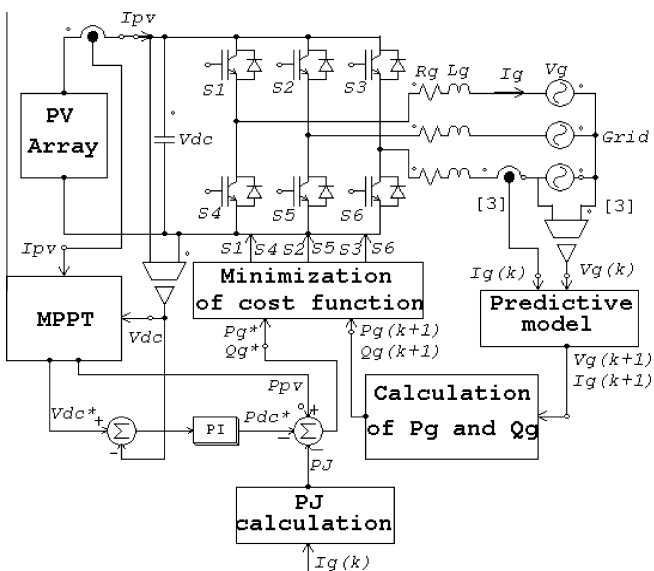 Ipv
S1
S2
S3
Rg
Lg
Ig
Vg
PV
Array
Vdc
Grid
S4
S5
S6
[3]
[3]
S1
S4
S2
S5
S3
S6
Ipv
Ig(k)
Vg(k)
Minimization
of cost function
Predictive
model
MPPT
Vdc
Pg*
Qg*
Pg(k+1)
Qg(k+1)
Vg(k+1)
Ig(k+1)
Ppv
Calculation
of Pg and Qg
Vdc*
+
Σ
-
PI
Pdc*
+
−
Σ
−
PJ
PJ
calculation
Ig(k)